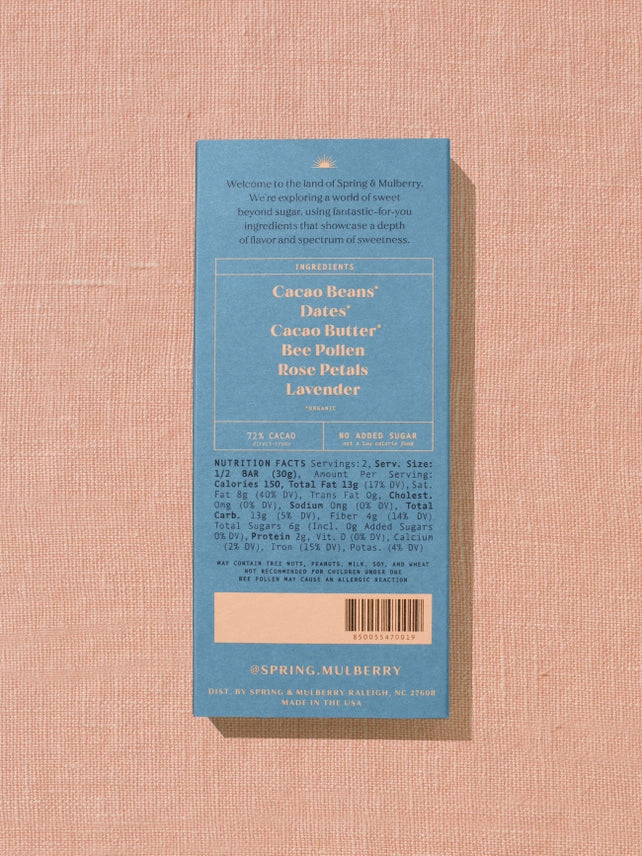 Welcome to the land of Spring & Mulberry.
We're exploring a world of sweet
beyond sugar, using fantastic-for-you
ingredients that showcase a depth
of flavor and spectrum of sweetness.
INGREDIENTS
Cacao Beans*
Dates*
Cacao Butter*
Bee Pollen
Rose Petals
Lavender
*ORGANIC
72% CACAO
direct-trade
NO ADDED SUGAR
not a low calorie food
NUTRITION FACTS Servings: 2, Serv. Size:
1/2 BAR (30g), Amount Per Serving:
Calories 150, Total Fat 13g (17% DV), Sat.
Fat 8g (40% DV), Trans Fat 0g, Cholest.
0mg (0% DV), Sodium 0mg (0% DV), Total
Carb. 13g (5% DV), Fiber 4g (14% DV)
Total Sugars 6g (Incl. 0g Added Sugars
0% DV), Protein 2g, Vit. D (0% DV), Calcium
(2% DV), Iron (15% DV), Potas. (4% DV)
MAY CONTAIN TREE NUTS, PEANUTS, MILK, SOY, AND WHEAT
NOT RECOMMENDED FOR CHILDREN UNDER ONE
BEE POLLEN MAY CAUSE AN ALLERGIC REACTION
850055470019
@SPRING.MULBERRY
DIST. BY SPRING & MULBERRY RALEIGH, NC 27608
MADE IN THE USA